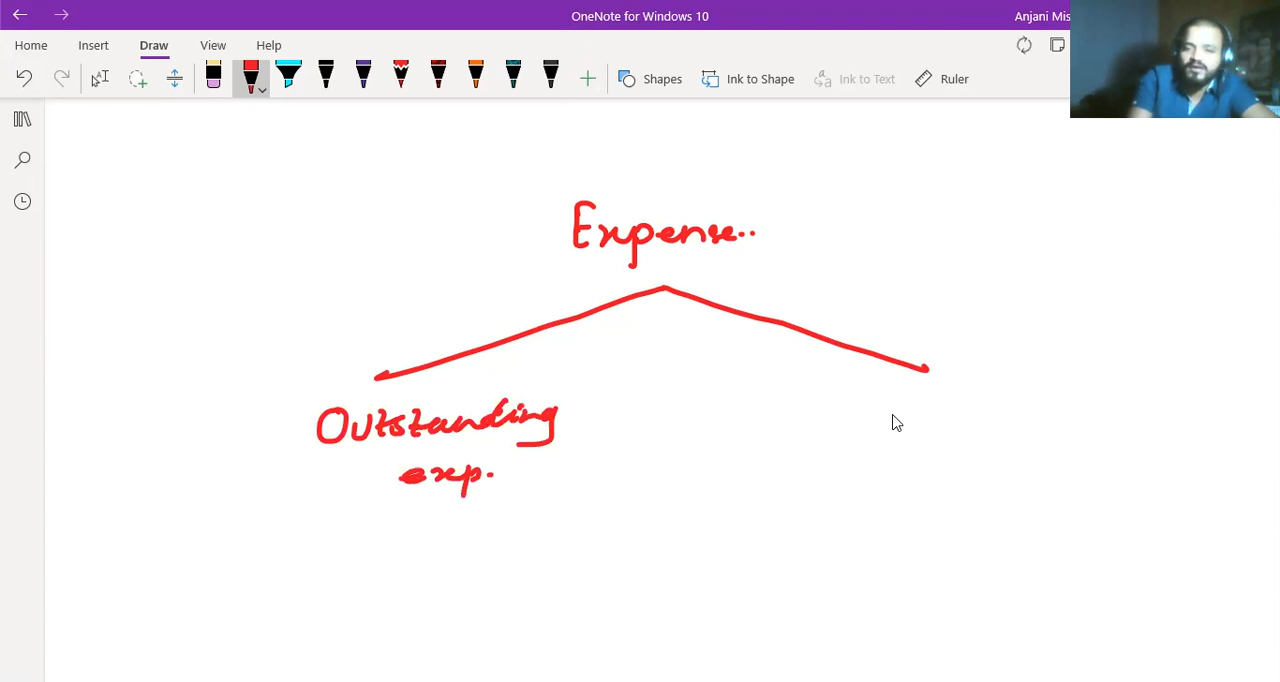 OneNote for Windows 10
Anjani Mis
Home Insert Draw View Help
Shapes Ink to Shape Ink to Text Ruler
Expense..
Outstanding
exp.